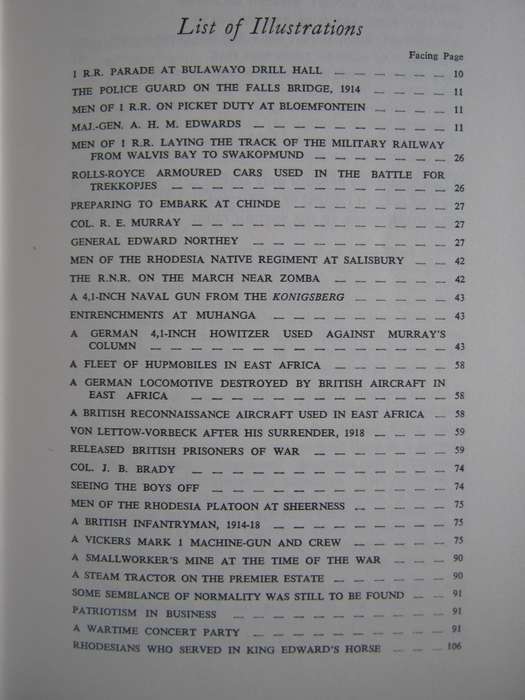 List of Illustrations
Facing Page
1 R.R. PARADE AT BULAWAYO DRILL HALL — — — — — — 10
THE POLICE GUARD ON THE FALLS BRIDGE, 1914 — — — — 11
MEN OF 1 R.R. ON PICKET DUTY AT BLOEMFONTEIN — — — — 11
MAJ.-GEN. A. H. M. EDWARDS — — — — — — — — — — 11
MEN OF 1 R.R. LAYING THE TRACK OF THE MILITARY RAILWAY
FROM WALVIS BAY TO SWAKOPMUND — — — — — — — 26
ROLLS-ROYCE ARMOURED CARS USED IN THE BATTLE FOR
TREKKOPJES — — — — — — — — — — — — — — 26
PREPARING TO EMBARK AT CHINDE — — — — — — — — 27
COL. R. E. MURRAY — — — — — — — — — — — — — 27
GENERAL EDWARD NORTHEY — — — — — — — — — — 27
MEN OF THE RHODESIA NATIVE REGIMENT AT SALISBURY — — 42
THE R.N.R. ON THE MARCH NEAR ZOMBA — — — — — — 42
A 4,1-INCH NAVAL GUN FROM THE KONIGSBERG — — — — — 43
ENTRENCHMENTS AT MUHANGA — — — — — — — — — 43
A GERMAN 4,1-INCH HOWITZER USED AGAINST MURRAY'S
COLUMN — — — — — — — — — — — — — — — 43
A FLEET OF HUPMOBILES IN EAST AFRICA — — — — — — 58
A GERMAN LOCOMOTIVE DESTROYED BY BRITISH AIRCRAFT IN
EAST AFRICA — — — — — — — — — — — — — 58
A BRITISH RECONNAISSANCE AIRCRAFT USED IN EAST AFRICA — 58
VON LETTOW-VORBECK AFTER HIS SURRENDER, 1918 — — — — 59
RELEASED BRITISH PRISONERS OF WAR — — — — — — — 59
COL. J. B. BRADY — — — — — — — — — — — — — 74
SEEING THE BOYS OFF — — — — — — — — — — — — 74
MEN OF THE RHODESIA PLATOON AT SHEERNESS — — — — — 75
A BRITISH INFANTRYMAN, 1914-18 — — — — — — — — — 75
A VICKERS MARK 1 MACHINE-GUN AND CREW — — — — — 75
A SMALLWORKER'S MINE AT THE TIME OF THE WAR — — — — 90
A STEAM TRACTOR ON THE PREMIER ESTATE — — — — — — 90
SOME SEMBLANCE OF NORMALITY WAS STILL TO BE FOUND — — 91
PATRIOTISM IN BUSINESS — — — — — — — — — — — 91
A WARTIME CONCERT PARTY — — — — — — — — — — 91
RHODESIANS WHO SERVED IN KING EDWARD'S HORSE — — — 106